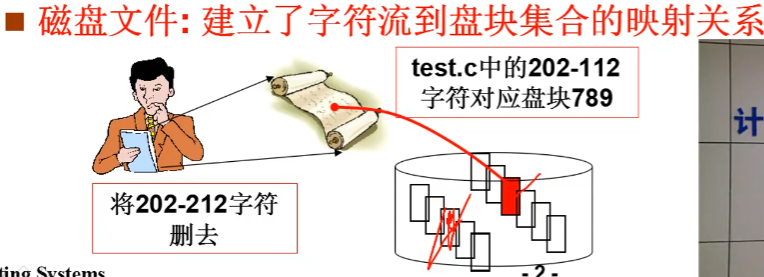 ■ 磁盘文件: 建立了字符流到盘块集合的映射关系
test.c中的202-112
字符对应盘块789
计
将202-212字符
删去
ting Systems
- 2 -